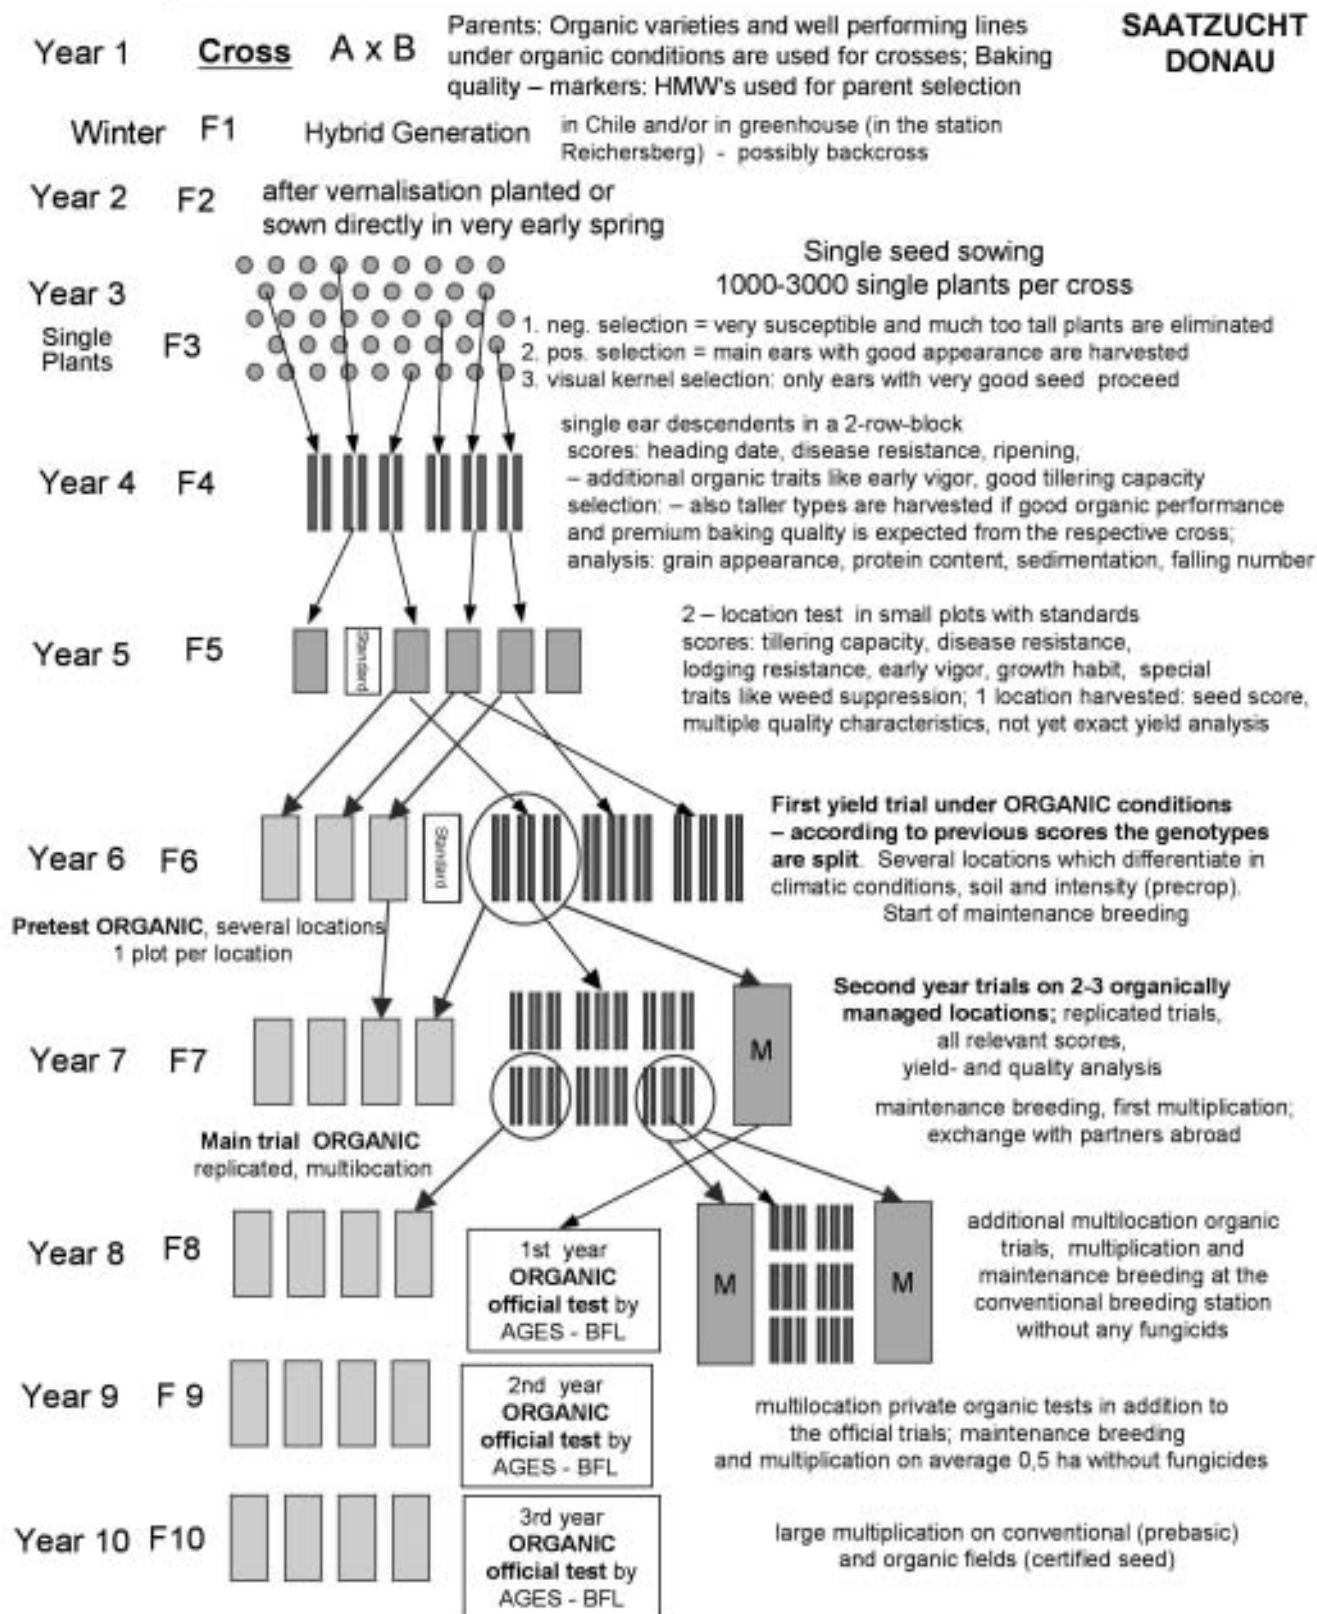 SAATZUCHT
DONAU
Year 1
Cross
A x B
Parents: Organic varieties and well performing lines
under organic conditions are used for crosses; Baking
quality – markers: HMW's used for parent selection
Winter
F1
Hybrid Generation
in Chile and/or in greenhouse (in the station
Reichersberg) - possibly backcross
Year 2
F2
after vernalisation planted or
sown directly in very early spring
Single seed sowing
1000-3000 single plants per cross
Year 3
Single
Plants
F3
1. neg. selection = very susceptible and much too tall plants are eliminated
2. pos. selection = main ears with good appearance are harvested
3. visual kernel selection: only ears with very good seed proceed
Year 4
F4
single ear descendents in a 2-row-block
scores: heading date, disease resistance, ripening,
– additional organic traits like early vigor, good tillering capacity
selection: – also taller types are harvested if good organic performance
and premium baking quality is expected from the respective cross;
analysis: grain appearance, protein content, sedimentation, falling number
Year 5
F5
Standard
2 – location test in small plots with standards
scores: tillering capacity, disease resistance,
lodging resistance, early vigor, growth habit, special
traits like weed suppression; 1 location harvested: seed score,
multiple quality characteristics, not yet exact yield analysis
Year 6
F6
Standard
First yield trial under ORGANIC conditions
– according to previous scores the genotypes
are split. Several locations which differentiate in
climatic conditions, soil and intensity (precrop).
Start of maintenance breeding
Pretest ORGANIC, several locations
1 plot per location
Year 7
F7
M
Second year trials on 2-3 organically
managed locations; replicated trials,
all relevant scores,
yield- and quality analysis
maintenance breeding, first multiplication;
exchange with partners abroad
Main trial ORGANIC
replicated, multilocation
Year 8
F8
1st year
ORGANIC
official test by
AGES - BFL
M
M
additional multilocation organic
trials, multiplication and
maintenance breeding at the
conventional breeding station
without any fungicids
Year 9
F 9
2nd year
ORGANIC
official test by
AGES - BFL
multilocation private organic tests in addition to
the official trials; maintenance breeding
and multiplication on average 0,5 ha without fungicides
Year 10
F10
3rd year
ORGANIC
official test by
AGES - BFL
large multiplication on conventional (prebasic)
and organic fields (certified seed)